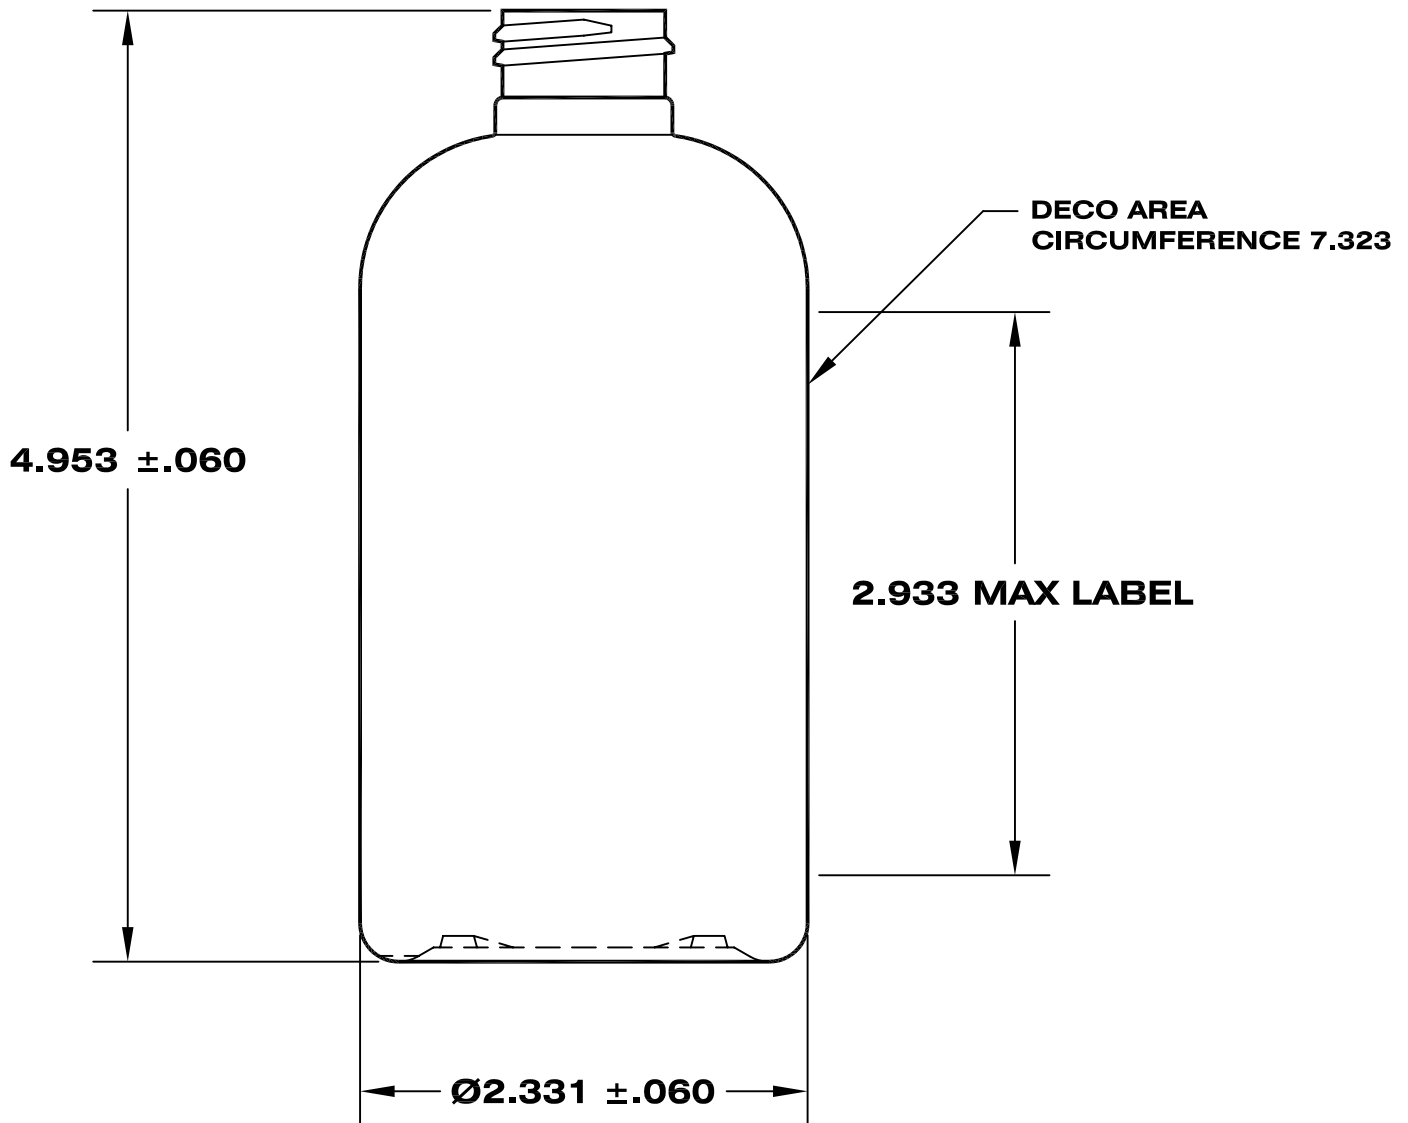 DECO AREA
CIRCUMFERENCE 7.323
4.953 ±.060
2.933 MAX LABEL
Ø2.331 ±.060